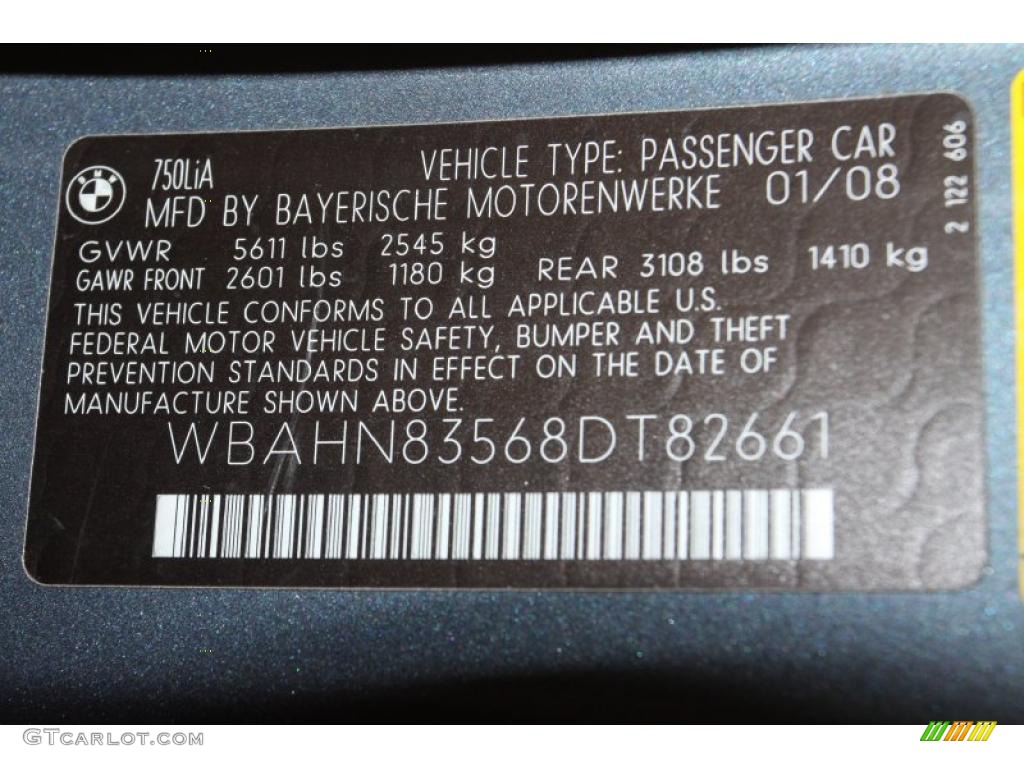 BMW
750LiA
VEHICLE TYPE: PASSENGER CAR
MFD BY BAYERISCHE MOTORENWERKE 01/08
GVWR 5611 lbs 2545 kg
GAWR FRONT 2601 lbs 1180 kg REAR 3108 lbs 1410 kg
THIS VEHICLE CONFORMS TO ALL APPLICABLE U.S.
FEDERAL MOTOR VEHICLE SAFETY, BUMPER AND THEFT
PREVENTION STANDARDS IN EFFECT ON THE DATE OF
MANUFACTURE SHOWN ABOVE.
WBAHN83568DT82661
2 122 606
GTCarlot.com